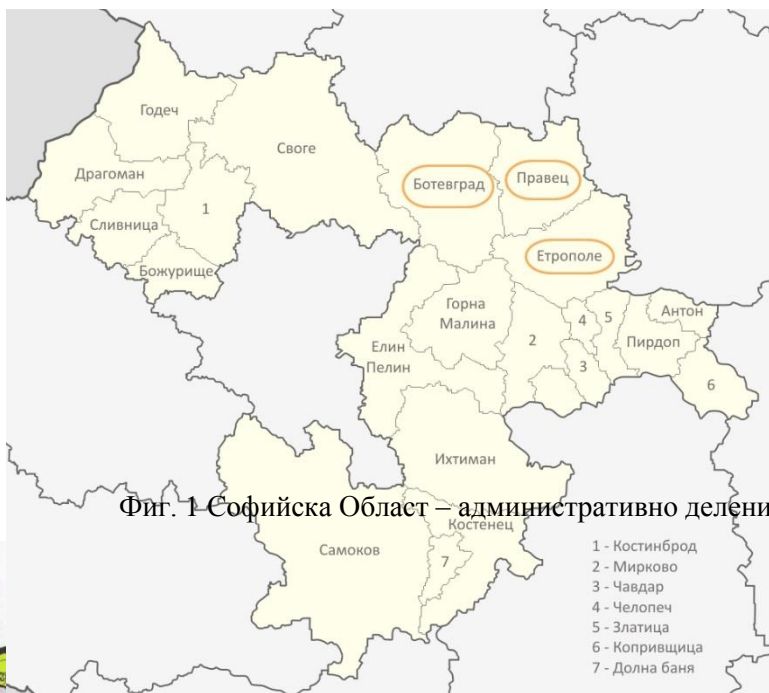 Годеч
Своге
Драгоман
Ботевград
Правец
1
Сливница
Божурище
Етрополе
Горна
Малина
4
5
Антон
2
Елин
Пелин
Пирдоп
3
6
Ихтиман
Фиг. 1 Софийска Област – административно делени
Костенец
Самоков
7
1 - Костинброд
2 - Мирково
3 - Чавдар
4 - Челопеч
5 - Златица
6 - Копривщица
7 - Долна баня